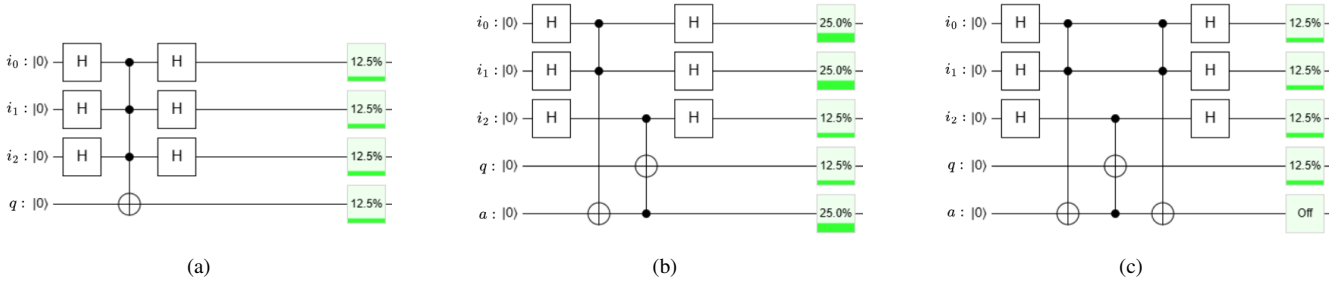 i₀ : |0⟩ H H 12.5%
i₁ : |0⟩ H H 12.5%
i₂ : |0⟩ H H 12.5%
q : |0⟩ 12.5%
(a)
i₀ : |0⟩ H H 25.0%
i₁ : |0⟩ H H 25.0%
i₂ : |0⟩ H H 12.5%
q : |0⟩ 12.5%
a : |0⟩ 25.0%
(b)
i₀ : |0⟩ H H 12.5%
i₁ : |0⟩ H H 12.5%
i₂ : |0⟩ H H 12.5%
q : |0⟩ 12.5%
a : |0⟩ Off
(c)